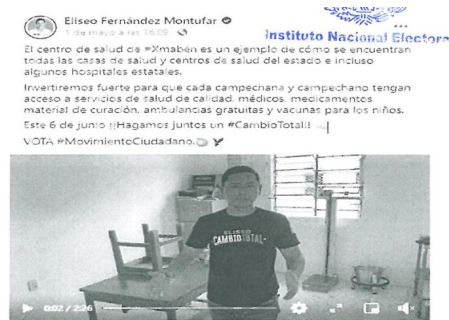 Eliseo Fernández Montufar
1 de mayo a las 16:09
Instituto Nacional Electora
El centro de salud de #Xmabén es un ejemplo de cómo se encuentran
todas las casas de salud y centros de salud del estado e incluso
algunos hospitales estatales.
Invertiremos fuerte para que cada campechana y campechano tengan
acceso a servicios de salud de calidad, médicos, medicamentos,
material de curación, ambulancias gratuitas y vacunas para los niños.
Este 6 de junio ¡¡Hagamos juntos un #CambioTotal!!
VOTA #MovimientoCiudadano.
ELISEO
CAMBIOTOTAL
0:02 / 2:26